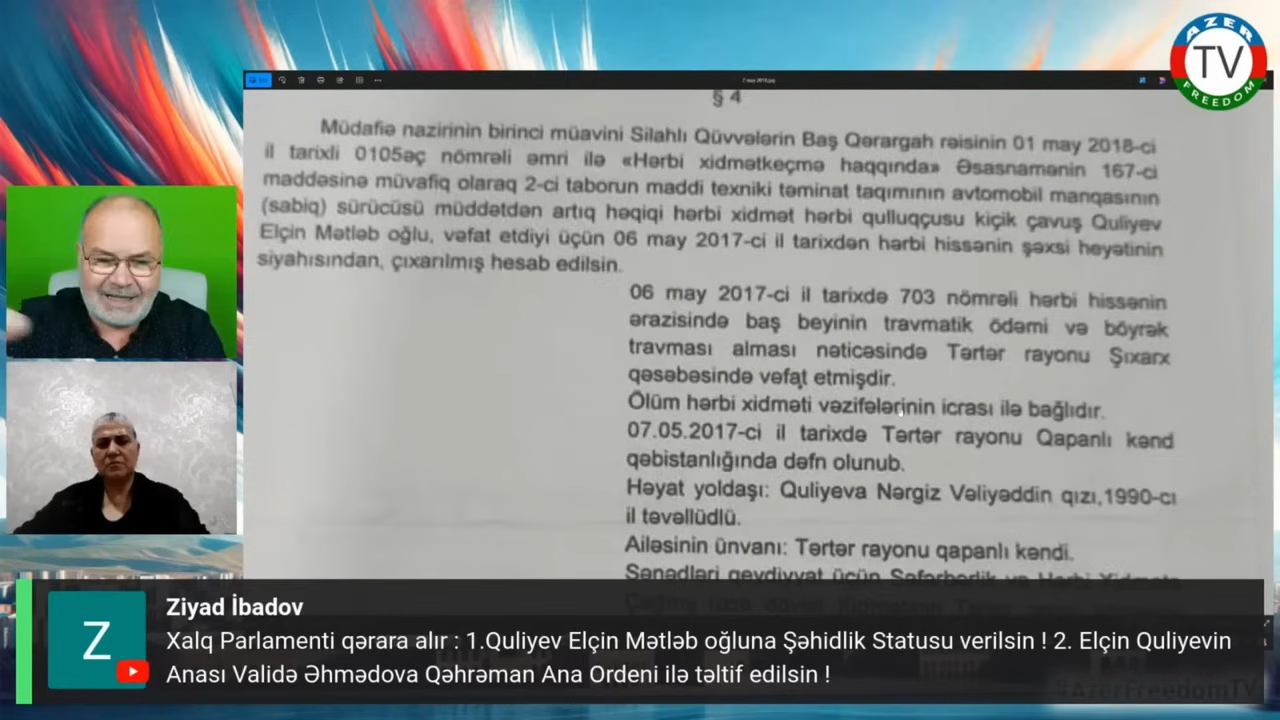 AZER
TV
FREEDOM
§ 4
Müdafiə nazirinin birinci müavini Silahlı Qüvvələrin Baş Qərargah rəisinin 01 may 2018-ci
il tarixli 0105əç nömrəli əmri ilə «Hərbi xidmətkeçmə haqqında» Əsasnamənin 167-ci
maddəsinə müvafiq olaraq 2-ci taborun maddi texniki təminat taqımının avtomobil manqasının
(sabiq) sürücüsü müddətdən artıq həqiqi hərbi xidmət hərbi qulluqçusu kiçik çavuş Quliyev
Elçin Mətləb oğlu, vəfat etdiyi üçün 06 may 2017-ci il tarixdən hərbi hissənin şəxsi heyətinin
siyahısından, çıxarılmış hesab edilsin.
06 may 2017-ci il tarixdə 703 nömrəli hərbi hissənin
ərazisində baş beyinin travmatik ödəmi və böyrək
travması alması nəticəsində Tərtər rayonu Şıxarx
qəsəbəsində vəfat etmişdir.
Ölüm hərbi xidməti vəzifələrinin icrası ilə bağlıdır.
07.05.2017-ci il tarixdə Tərtər rayonu Qapanlı kənd
qəbistanlığında dəfn olunub.
Həyat yoldaşı: Quliyeva Nərgiz Vəliyəddin qızı,1990-cı
il təvəllüdlü.
Ailəsinin ünvanı: Tərtər rayonu qapanlı kəndi.
Sənədləri qeydiyyat üçün Səfərbərlik və Hərbi Xidmətə
Z
Ziyad İbadov
Xalq Parlamenti qərara alır : 1.Quliyev Elçin Mətləb oğluna Şəhidlik Statusu verilsin ! 2. Elçin Quliyevin
Anası Validə Əhmədova Qəhrəman Ana Ordeni ilə təltif edilsin !
#AzerFreedomTV